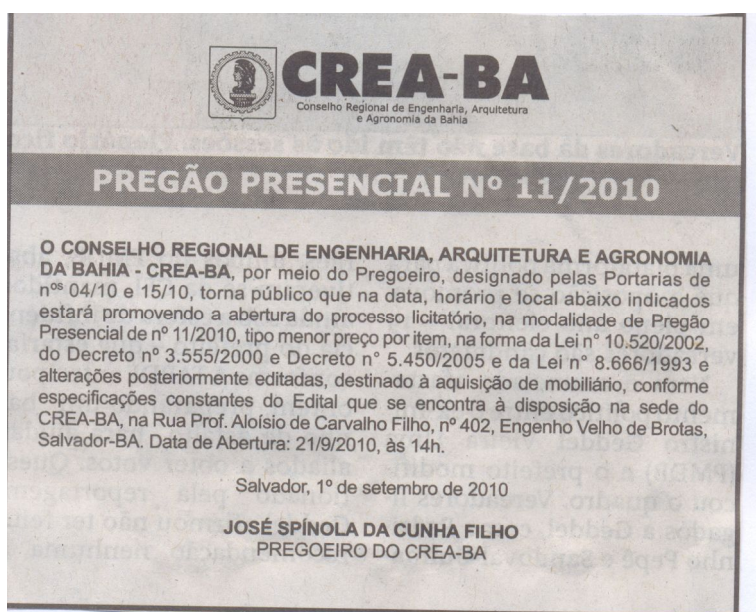 CREA-BA
Conselho Regional de Engenharia, Arquitetura
e Agronomia da Bahia
PREGÃO PRESENCIAL Nº 11/2010
O CONSELHO REGIONAL DE ENGENHARIA, ARQUITETURA E AGRONOMIA
DA BAHIA - CREA-BA, por meio do Pregoeiro, designado pelas Portarias de
nºs 04/10 e 15/10, torna público que na data, horário e local abaixo indicados
estará promovendo a abertura do processo licitatório, na modalidade de Pregão
Presencial de nº 11/2010, tipo menor preço por item, na forma da Lei n° 10.520/2002,
do Decreto nº 3.555/2000 e Decreto n° 5.450/2005 e da Lei n° 8.666/1993 e
alterações posteriormente editadas, destinado à aquisição de mobiliário, conforme
especificações constantes do Edital que se encontra à disposição na sede do
CREA-BA, na Rua Prof. Aloísio de Carvalho Filho, nº 402, Engenho Velho de Brotas,
Salvador-BA. Data de Abertura: 21/9/2010, às 14h.
Salvador, 1º de setembro de 2010
JOSÉ SPÍNOLA DA CUNHA FILHO
PREGOEIRO DO CREA-BA